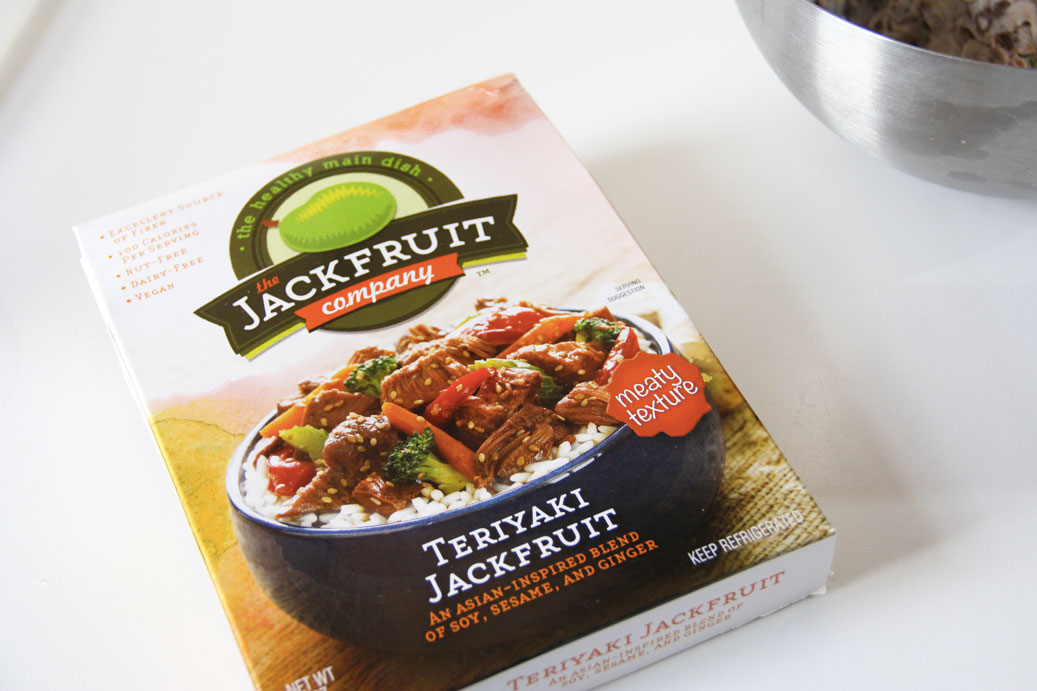 • the healthy main dish •
the
JACKFRUIT
company
™
• EXCELLENT SOURCE
OF FIBER
• 100 CALORIES
PER SERVING
• NUT-FREE
• DAIRY-FREE
• VEGAN
SERVING
SUGGESTION
meaty
texture
TERIYAKI
JACKFRUIT
AN ASIAN-INSPIRED BLEND
OF SOY, SESAME, AND GINGER
KEEP REFRIGERATED
NET WT
TERIYAKI JACKFRUIT
AN ASIAN-INSPIRED BLEND OF
SOY, SESAME, AND GINGER